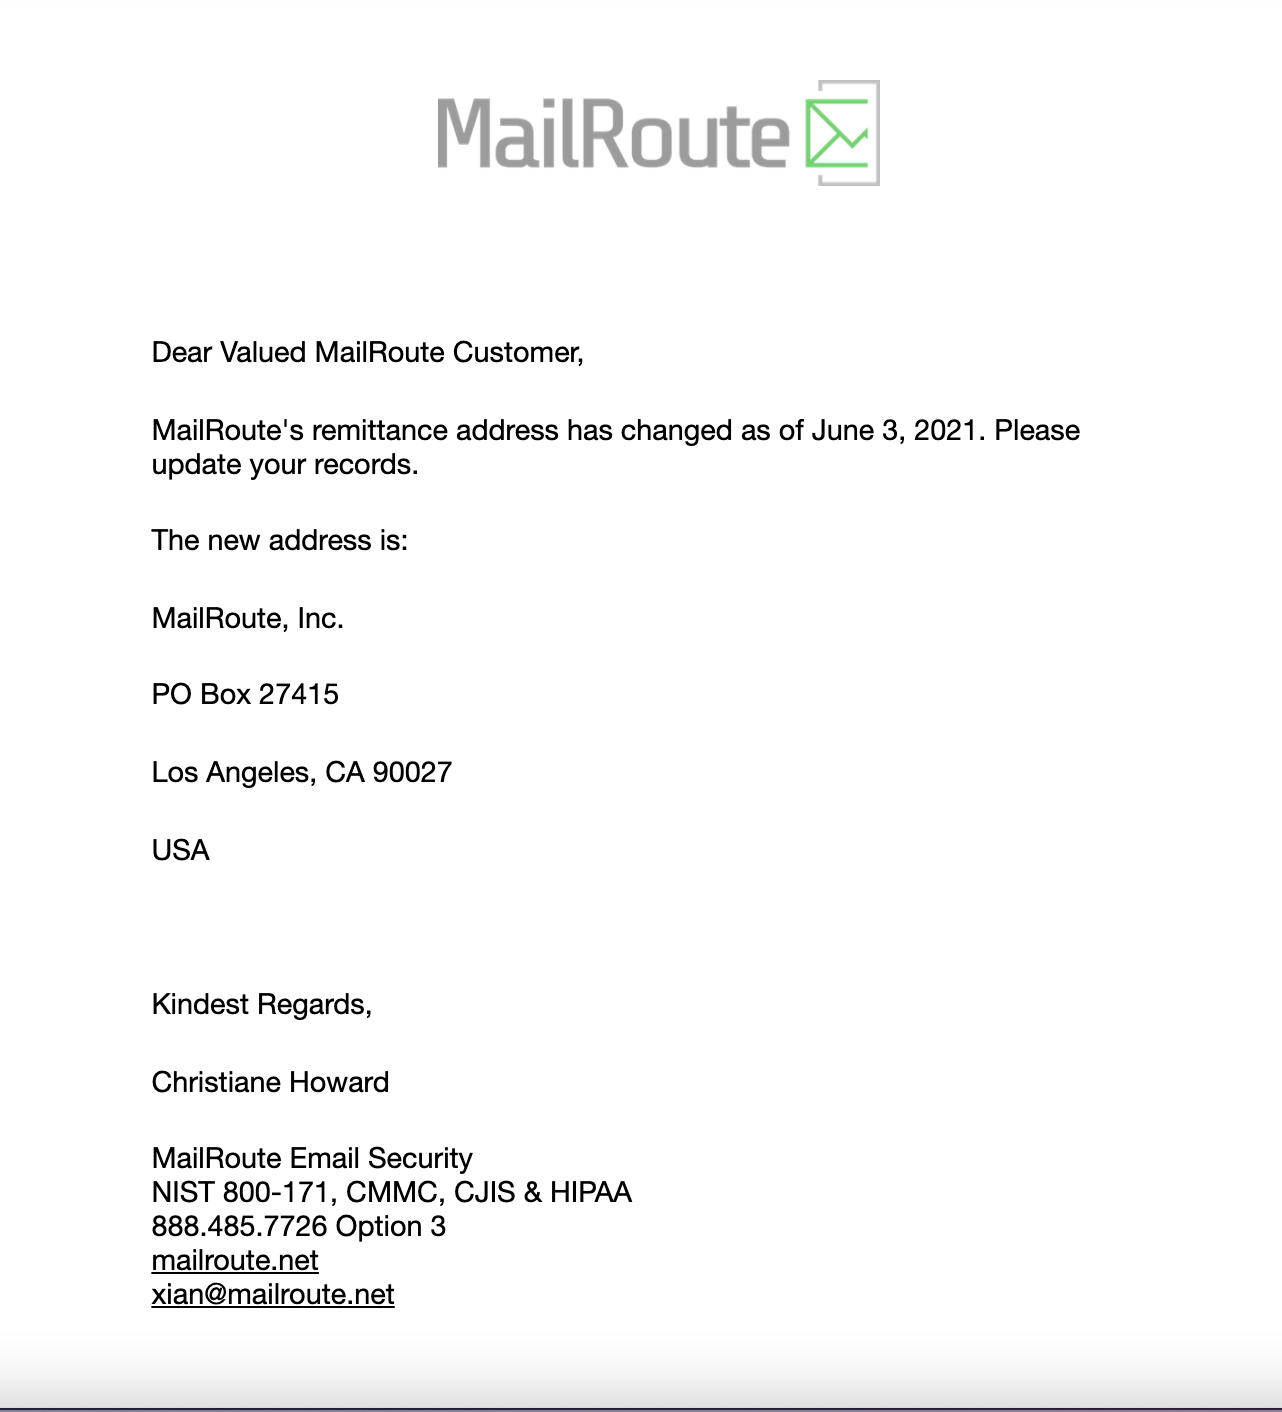 MailRoute
Dear Valued MailRoute Customer,
MailRoute's remittance address has changed as of June 3, 2021. Please
update your records.
The new address is:
MailRoute, Inc.
PO Box 27415
Los Angeles, CA 90027
USA
Kindest Regards,
Christiane Howard
MailRoute Email Security
NIST 800-171, CMMC, CJIS & HIPAA
888.485.7726 Option 3
mailroute.net
xian@mailroute.net